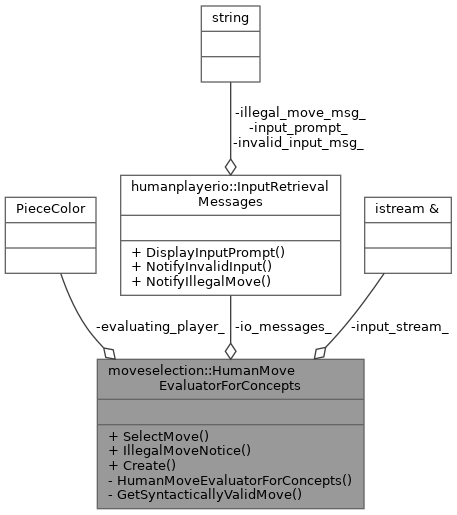 string
-illegal_move_msg_
-input_prompt_
-invalid_input_msg_
humanplayerio::InputRetrieval
Messages
+ DisplayInputPrompt()
+ NotifyInvalidInput()
+ NotifyIllegalMove()
PieceColor
istream &
-evaluating_player_
-io_messages_
-input_stream_
moveselection::HumanMove
EvaluatorForConcepts
+ SelectMove()
+ IllegalMoveNotice()
+ Create()
- HumanMoveEvaluatorForConcepts()
- GetSyntacticallyValidMove()